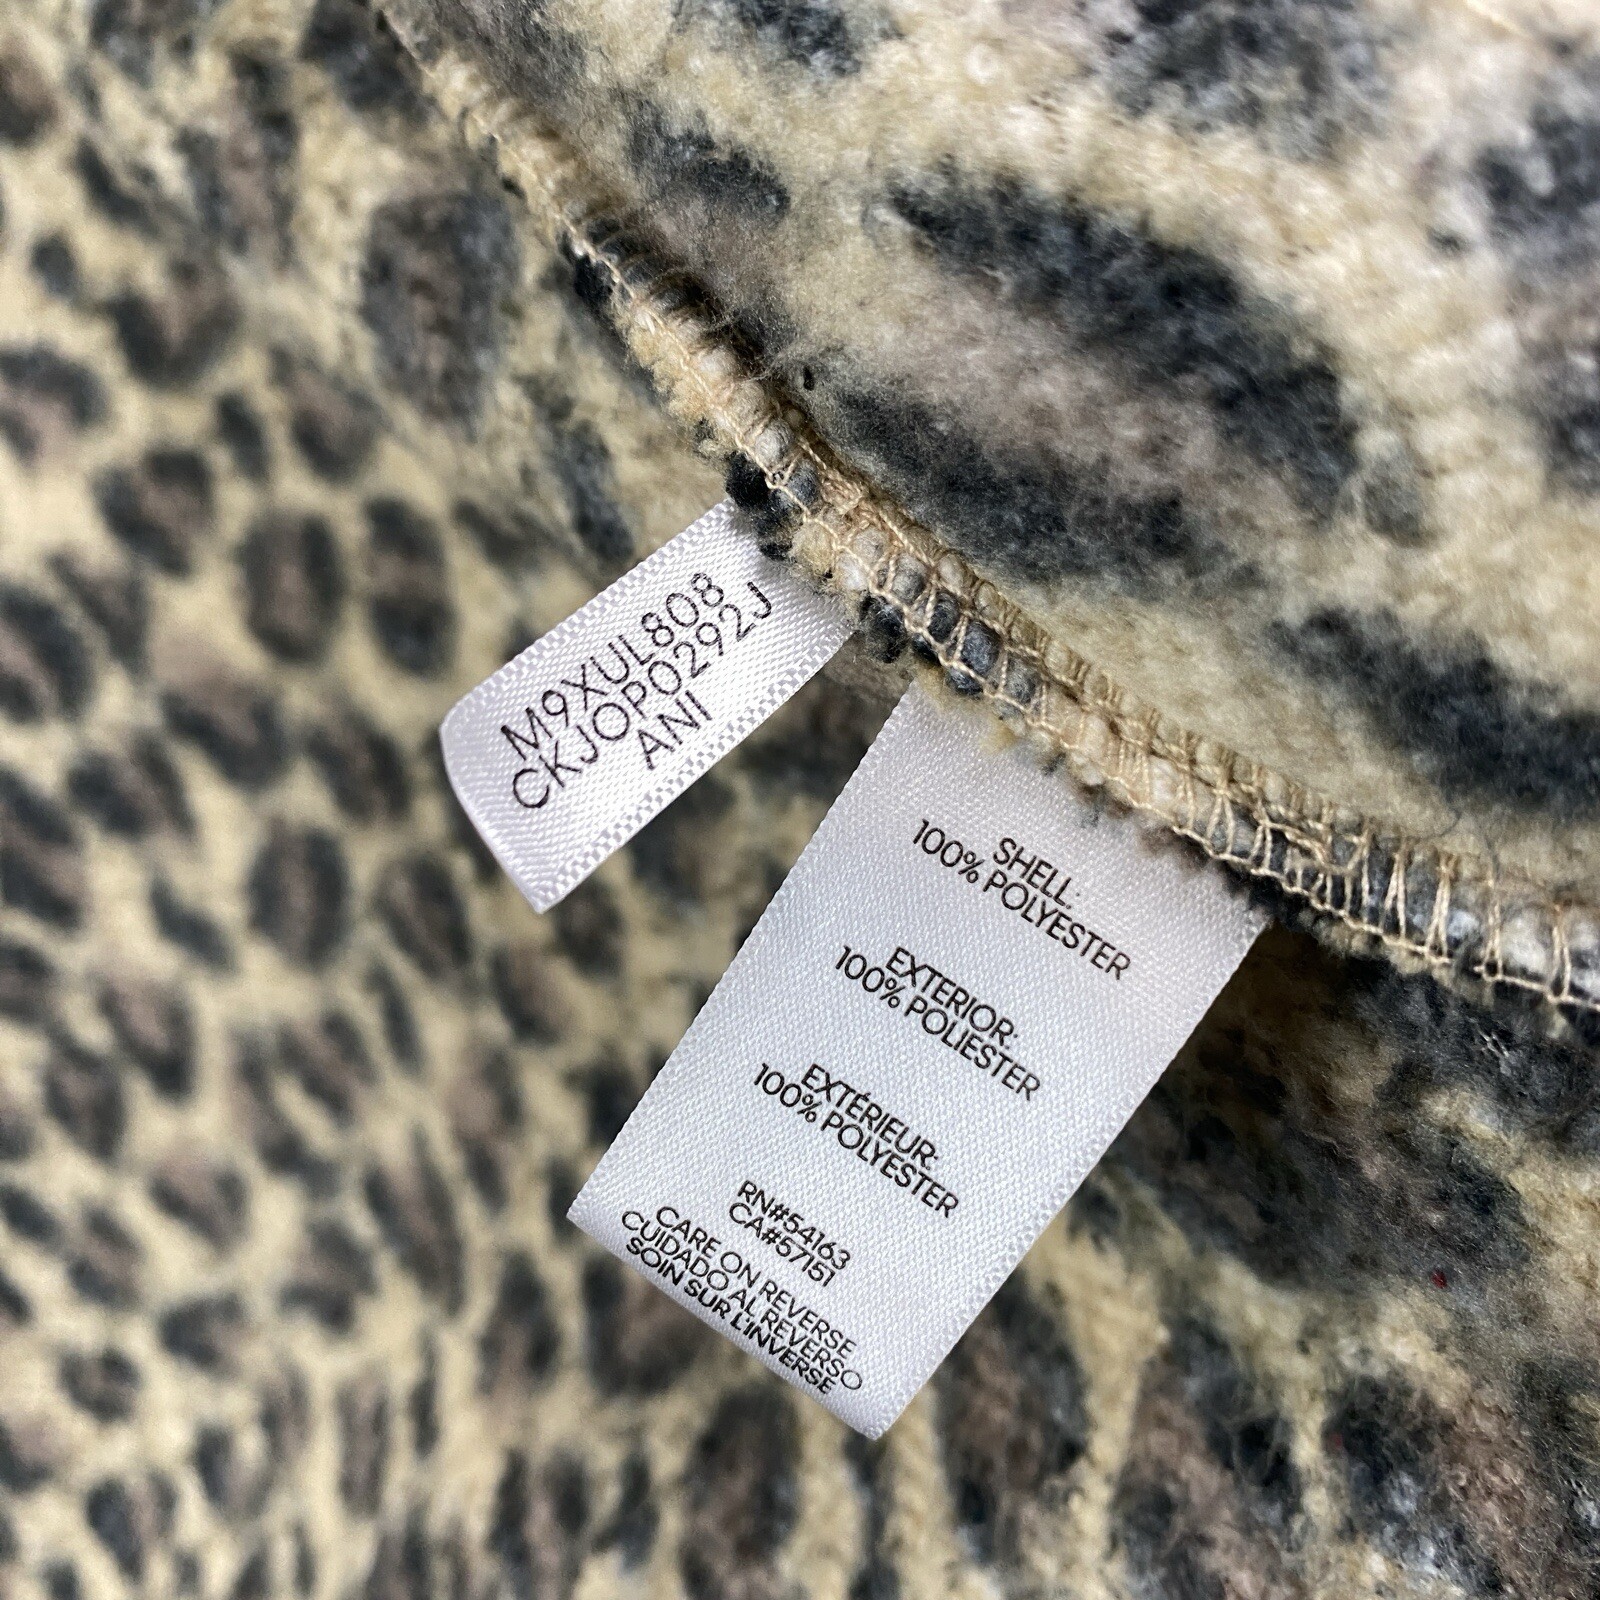 M9XUL808
CKJOP0292J
ANI
SHELL:
100% POLYESTER
EXTERIOR:
100% POLIESTER
EXTÉRIEUR:
100% POLYESTER
RN#54163
CA#57151
CARE ON REVERSE
CUIDADO AL REVERSO
SOIN SUR L'INVERSE